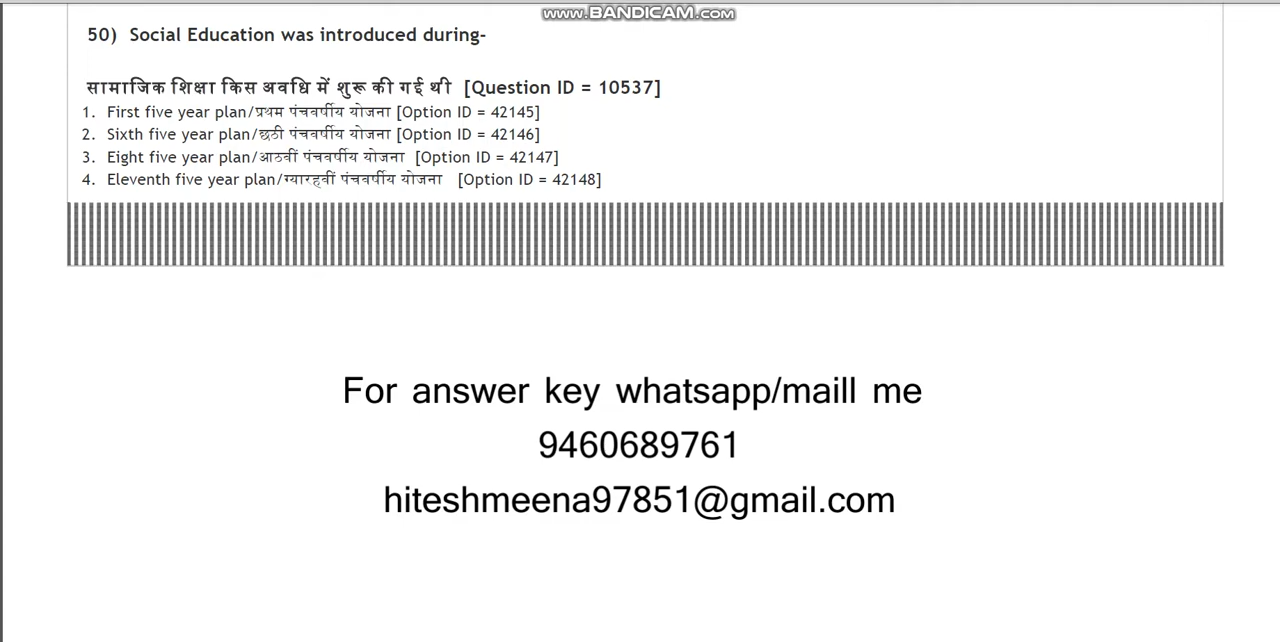 www.BANDICAM.com
50) Social Education was introduced during-
सामाजिक शिक्षा किस अवधि में शुरू की गई थी [Question ID = 10537]
1. First five year plan/प्रथम पंचवर्षीय योजना [Option ID = 42145]
2. Sixth five year plan/छठी पंचवर्षीय योजना [Option ID = 42146]
3. Eight five year plan/आठवीं पंचवर्षीय योजना [Option ID = 42147]
4. Eleventh five year plan/ग्यारहवीं पंचवर्षीय योजना [Option ID = 42148]
For answer key whatsapp/maill me
9460689761
hiteshmeena97851@gmail.com